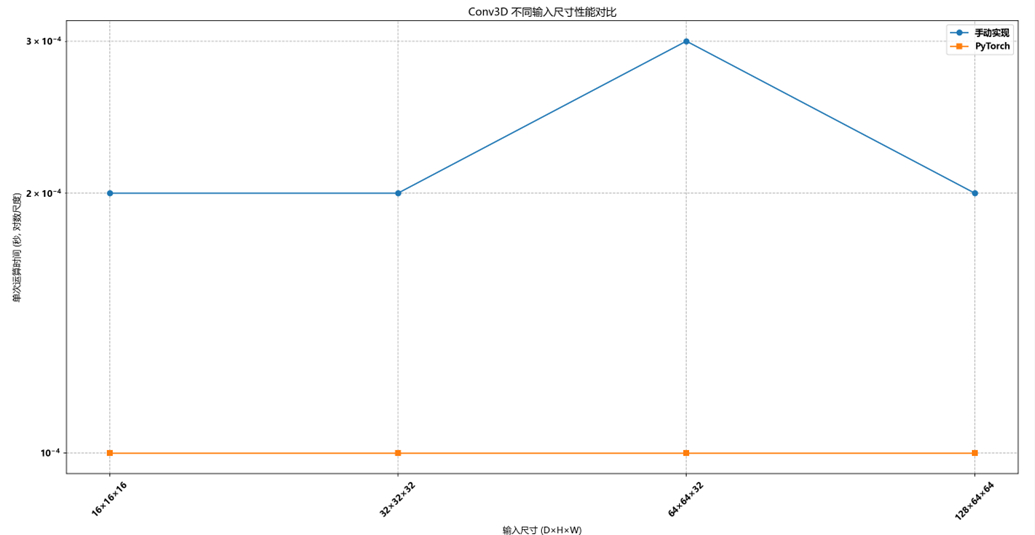 Conv3D 不同输入尺寸性能对比
手动实现
PyTorch
单次运算时间 (秒, 对数尺度)
3 × 10⁻⁴
2 × 10⁻⁴
10⁻⁴
16×16×16
32×32×32
64×64×32
128×64×64
输入尺寸 (D×H×W)